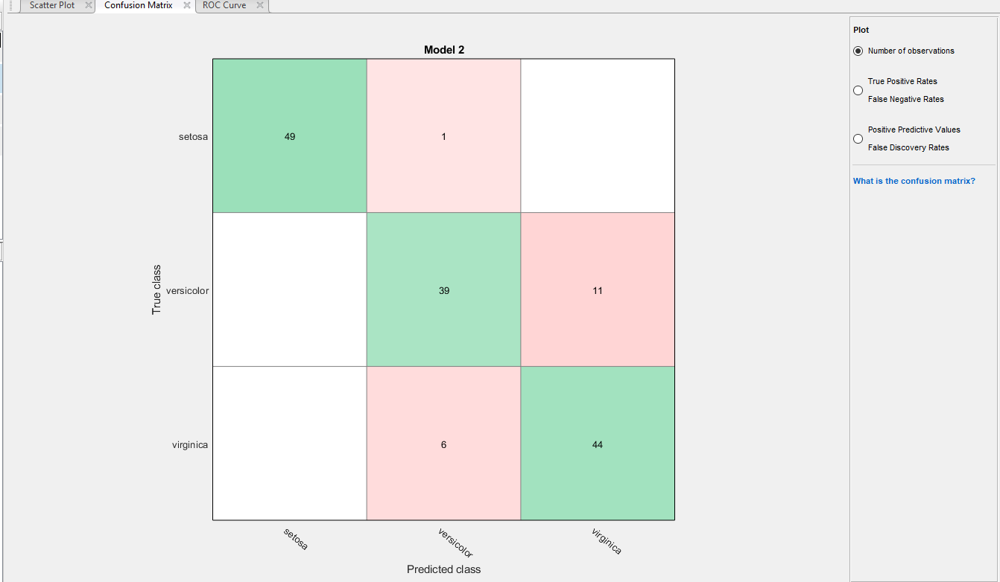 Scatter Plot Confusion Matrix ROC Curve
Model 2
setosa 49 1
True class
versicolor 39 11
virginica 6 44
setosa versicolor virginica
Predicted class
Plot
Number of observations
True Positive Rates
False Negative Rates
Positive Predictive Values
False Discovery Rates
What is the confusion matrix?